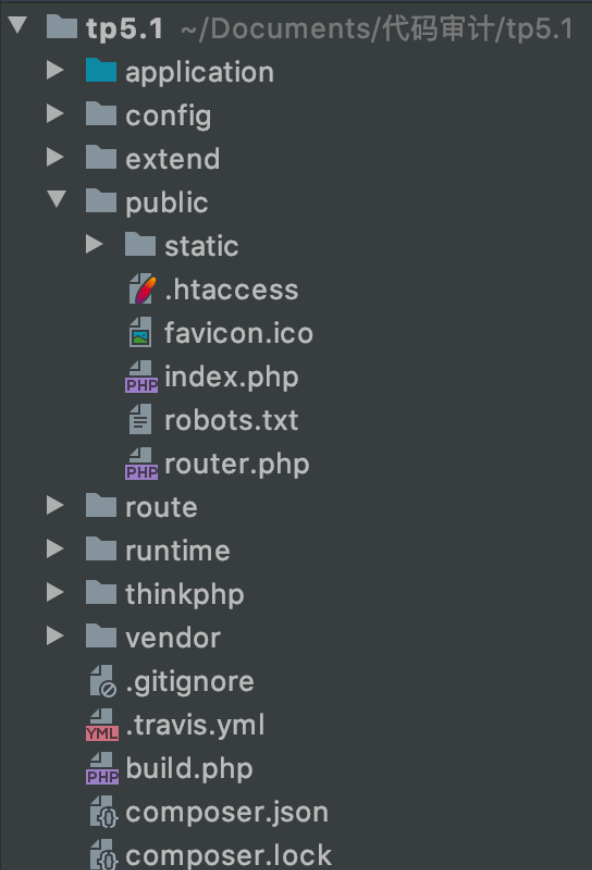 tp5.1 ~/Documents/代码审计/tp5.1
application
config
extend
public
static
.htaccess
favicon.ico
PHP index.php
robots.txt
PHP router.php
route
runtime
thinkphp
vendor
.gitignore
YML .travis.yml
PHP build.php
composer.json
composer.lock